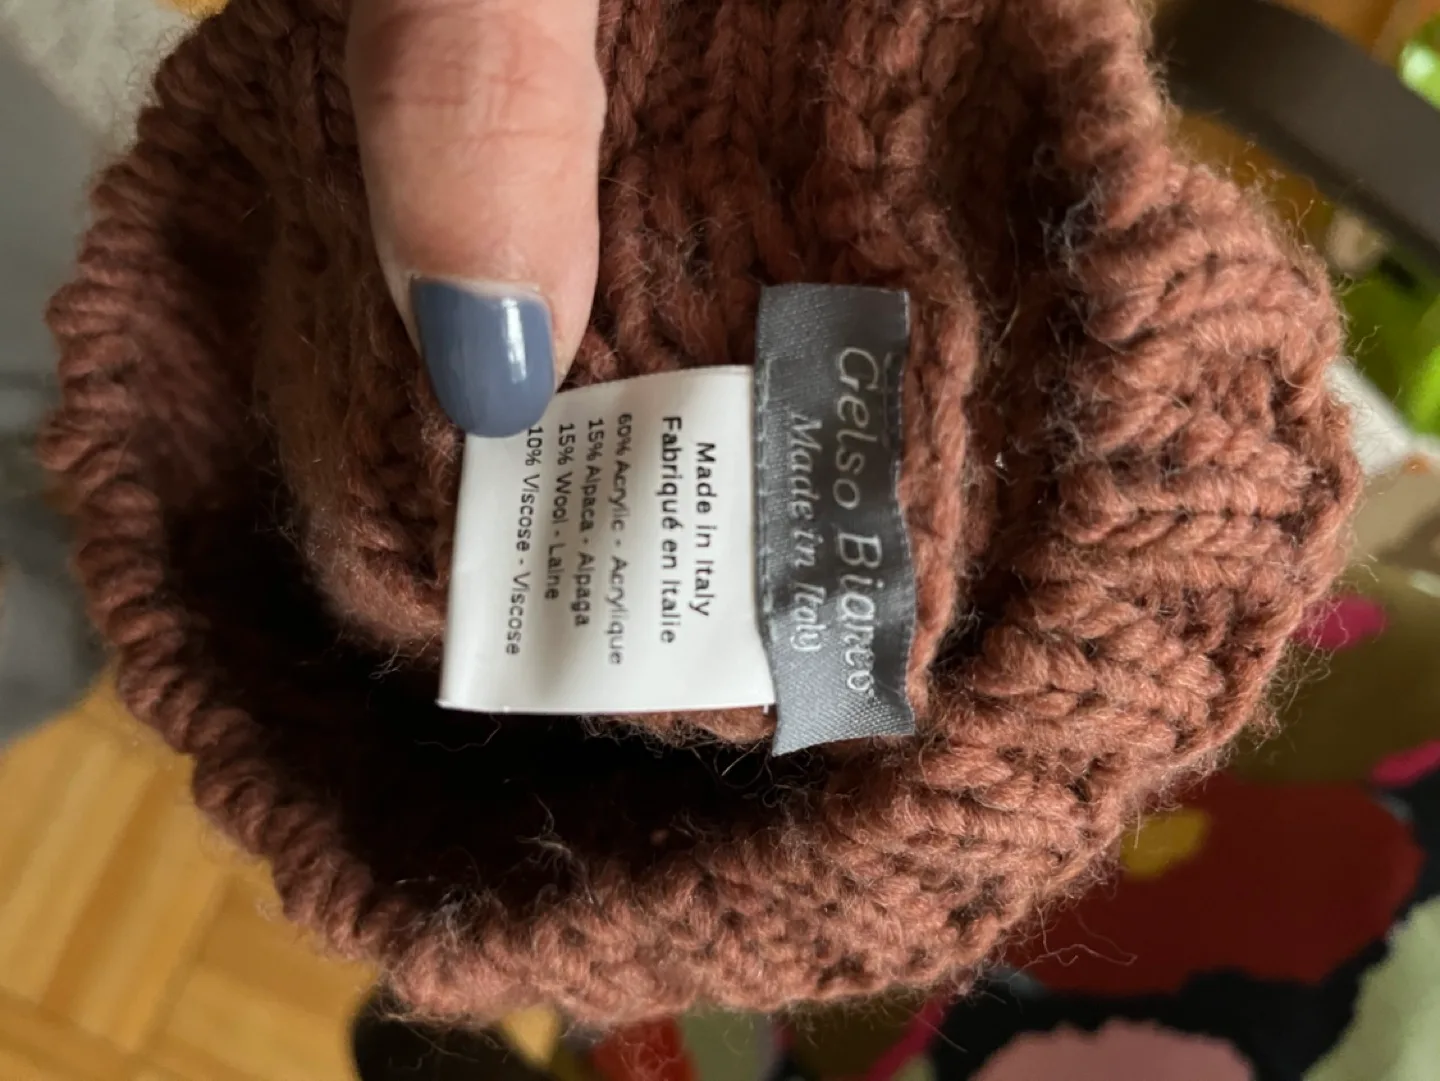 Gelso Bianco
Made in Italy
Made in Italy
Fabriqué en Italie
60% Acrylic - Acrylique
15% Alpaca - Alpaga
15% Wool - Laine
10% Viscose - Viscose